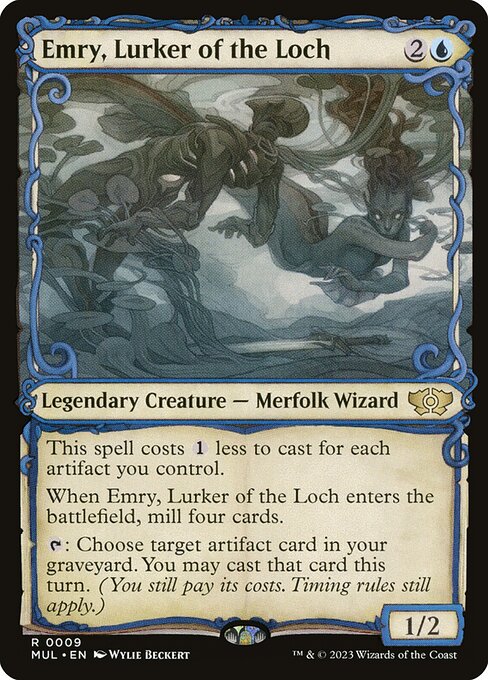 Emry, Lurker of the Loch 2
Legendary Creature — Merfolk Wizard
This spell costs 1 less to cast for each
artifact you control.
When Emry, Lurker of the Loch enters the
battlefield, mill four cards.
: Choose target artifact card in your
graveyard. You may cast that card this
turn. (You still pay its costs. Timing rules still
apply.)
1/2
R 0009
MUL • EN Wylie Beckert
™ & © 2023 Wizards of the Coast